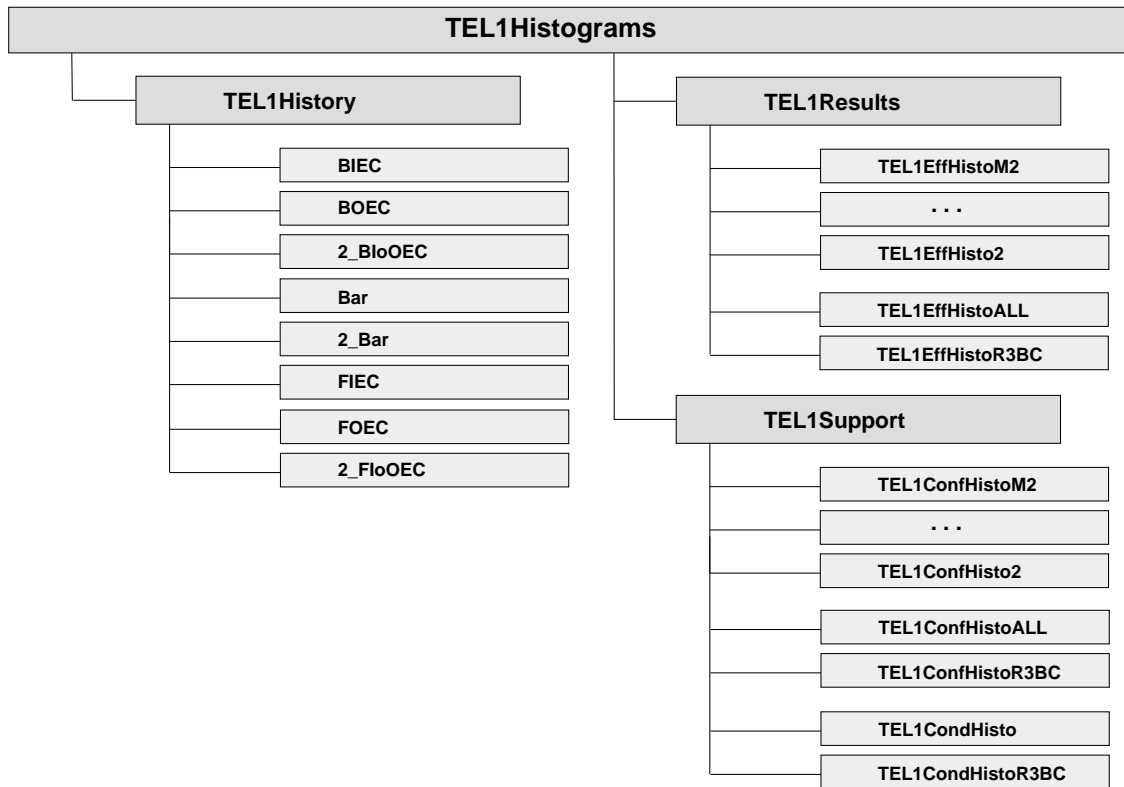 TEL1Histograms
TEL1History
BIEC
BOEC
2_BIoOEC
Bar
2_Bar
FIEC
FOEC
2_FIoOEC
TEL1Results
TEL1EffHistoM2
. . .
TEL1EffHisto2
TEL1EffHistoALL
TEL1EffHistoR3BC
TEL1Support
TEL1ConfHistoM2
. . .
TEL1ConfHisto2
TEL1ConfHistoALL
TEL1ConfHistoR3BC
TEL1CondHisto
TEL1CondHistoR3BC